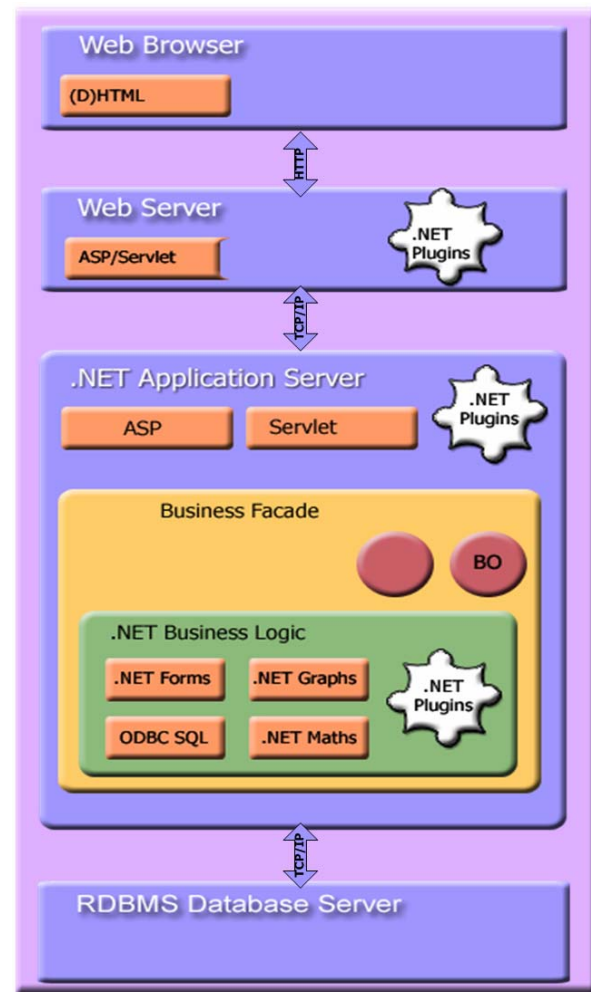 Web Browser
(D)HTML
HTTP
Web Server
.NET
Plugins
ASP/Servlet
TCP/IP
.NET Application Server
.NET
Plugins
ASP
Servlet
Business Facade
BO
.NET Business Logic
.NET Forms
.NET Graphs
.NET
Plugins
ODBC SQL
.NET Maths
TCP/IP
RDBMS Database Server